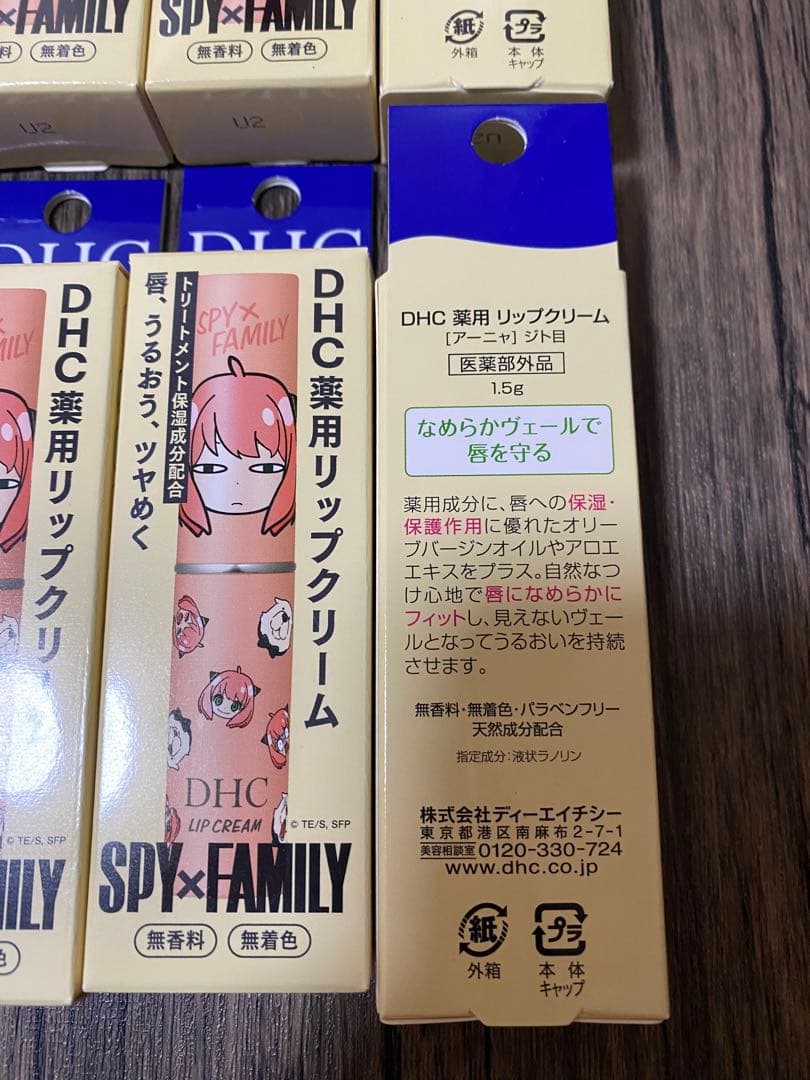 SPY×FAMILY
無着色
無香料
無着色
U2
U2
紙
外箱
プラ
本体
キャップ
DHC
DHC
DHC薬用リップクリーム
トリートメント保湿成分配合
唇、うるおう、ツヤめく
SPY×
FAMILY
DHC
LIP CREAM
© TE/S, SFP
SPY×FAMILY
無香料
無着色
DHC薬用リップクリ
© TE/S, SFP
DHC 薬用 リップクリーム
[アーニャ] ジト目
医薬部外品
1.5g
なめらかヴェールで
唇を守る
薬用成分に、唇への保湿・
保護作用に優れたオリー
ブバージンオイルやアロエ
エキスをプラス。自然なつ
け心地で唇になめらかに
フィットし、見えないヴェー
ルとなってうるおいを持続
させます。
無香料・無着色・パラベンフリー
天然成分配合
指定成分:液状ラノリン
株式会社ディーエイチシー
東京都港区南麻布2-7-1
美容相談室 0120-330-724
www.dhc.co.jp
紙
外箱
プラ
本体
キャップ